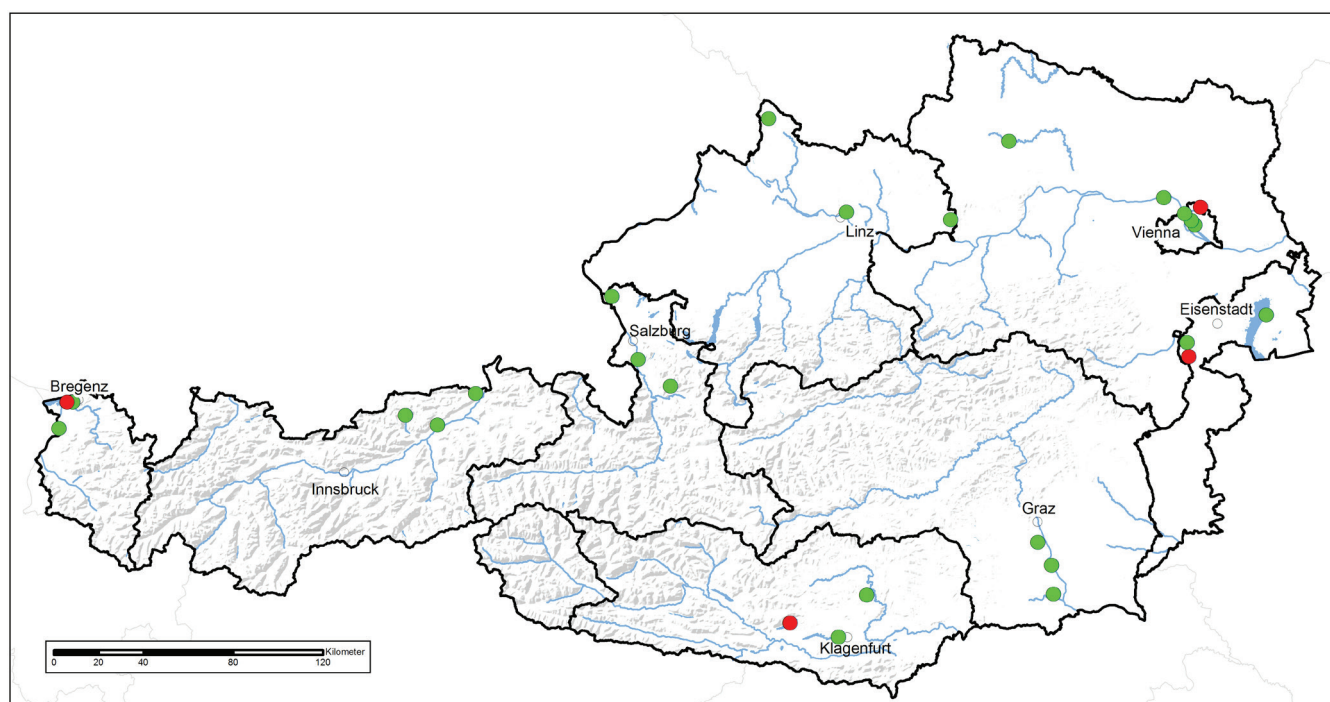 Linz
Vienna
Eisenstadt
Salzburg
Bregenz
Innsbruck
Graz
Klagenfurt
Kilometer
0 20 40 80 120